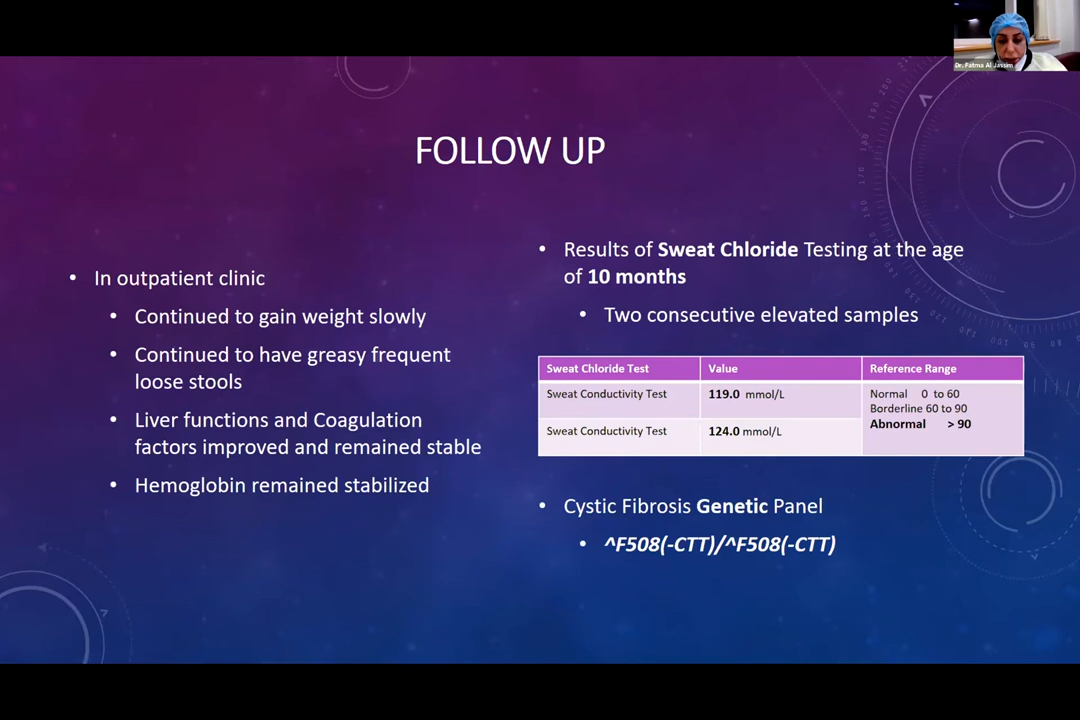 Dr. Fatma Al Jassim
FOLLOW UP
• In outpatient clinic
• Continued to gain weight slowly
• Continued to have greasy frequent
loose stools
• Liver functions and Coagulation
factors improved and remained stable
• Hemoglobin remained stabilized
• Results of Sweat Chloride Testing at the age
of 10 months
• Two consecutive elevated samples
Sweat Chloride Test Value Reference Range
Sweat Conductivity Test 119.0 mmol/L Normal 0 to 60
Borderline 60 to 90
Abnormal > 90
Sweat Conductivity Test 124.0 mmol/L
• Cystic Fibrosis Genetic Panel
• ^F508(-CTT)/^F508(-CTT)